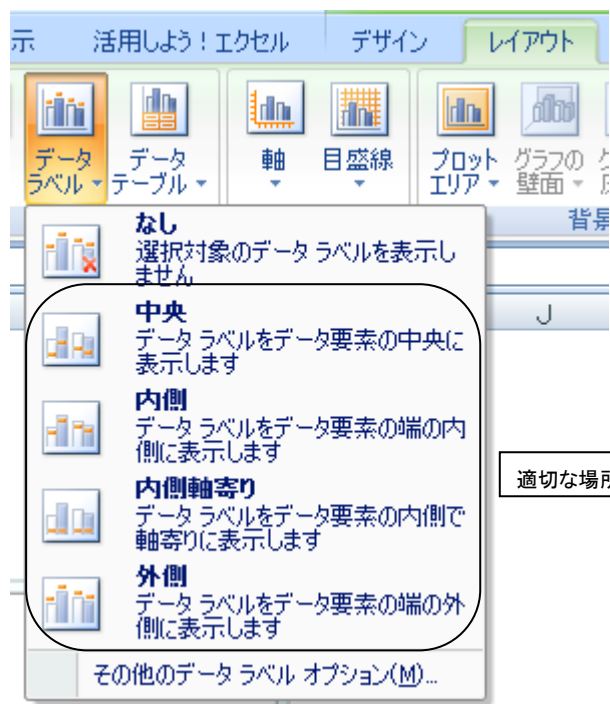 示 活用しよう！エクセル デザイン レイアウト
データ
ラベル
データ
テーブル
軸
目盛線
プロット
エリア
グラフの
壁面
背景
なし
選択対象のデータ ラベルを表示し
ません
J
中央
データ ラベルをデータ要素の中央に
表示します
内側
データ ラベルをデータ要素の端の内
側に表示します
適切な場所
内側軸寄り
データ ラベルをデータ要素の内側で
軸寄りに表示します
外側
データ ラベルをデータ要素の端の外
側に表示します
その他のデータ ラベル オプション(M)...